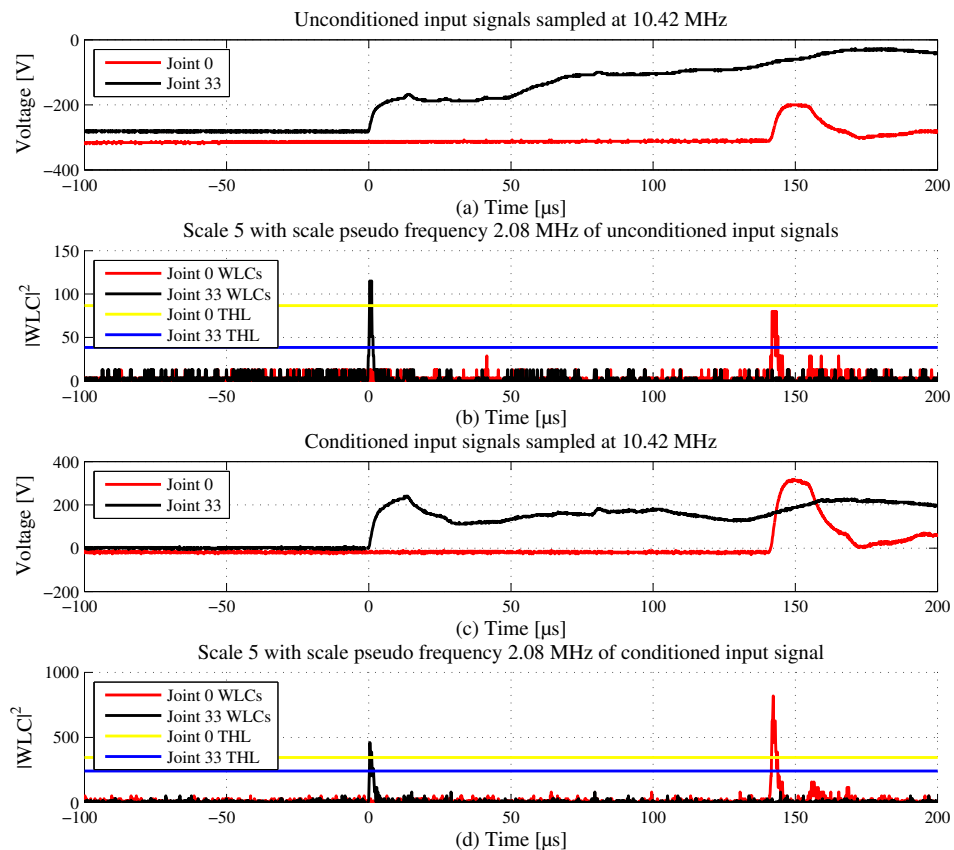 Unconditioned input signals sampled at 10.42 MHz
Voltage [V]
0
−200
−400
Joint 0
Joint 33
−100
−50
0
50
100
150
200
(a) Time [µs]
Scale 5 with scale pseudo frequency 2.08 MHz of unconditioned input signals
|WLC|²
150
100
50
0
Joint 0 WLCs
Joint 33 WLCs
Joint 0 THL
Joint 33 THL
−100
−50
0
50
100
150
200
(b) Time [µs]
Conditioned input signals sampled at 10.42 MHz
Voltage [V]
400
200
0
−200
Joint 0
Joint 33
−100
−50
0
50
100
150
200
(c) Time [µs]
Scale 5 with scale pseudo frequency 2.08 MHz of conditioned input signal
|WLC|²
1000
500
0
Joint 0 WLCs
Joint 33 WLCs
Joint 0 THL
Joint 33 THL
−100
−50
0
50
100
150
200
(d) Time [µs]